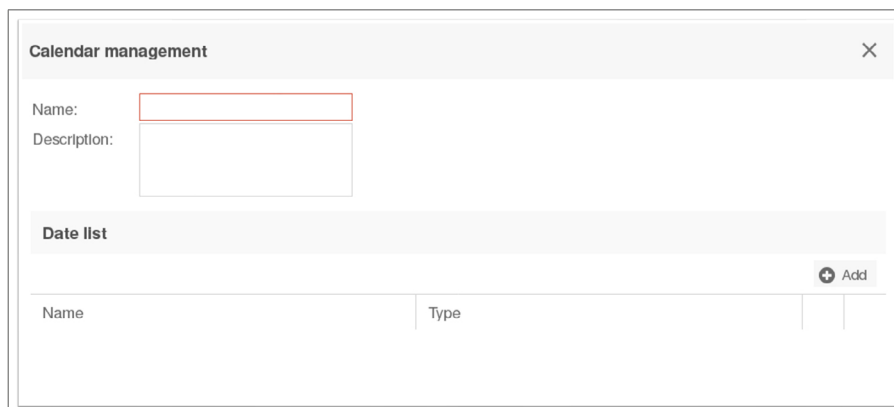 Calendar management
Name:
Description:
Date list
Add
Name Type